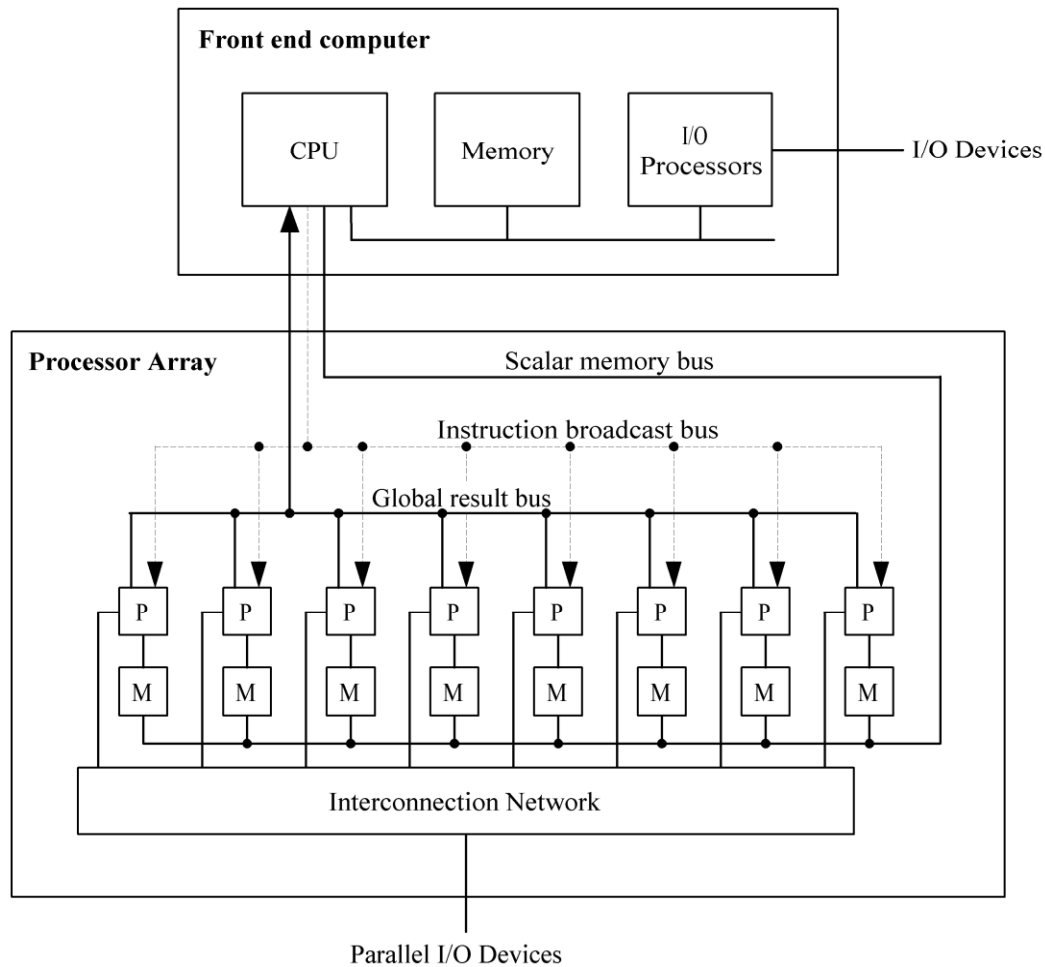 Front end computer
CPU
Memory
I/O
Processors
I/O Devices
Processor Array
Scalar memory bus
Instruction broadcast bus
Global result bus
P P P P P P P P
M M M M M M M M
Interconnection Network
Parallel I/O Devices